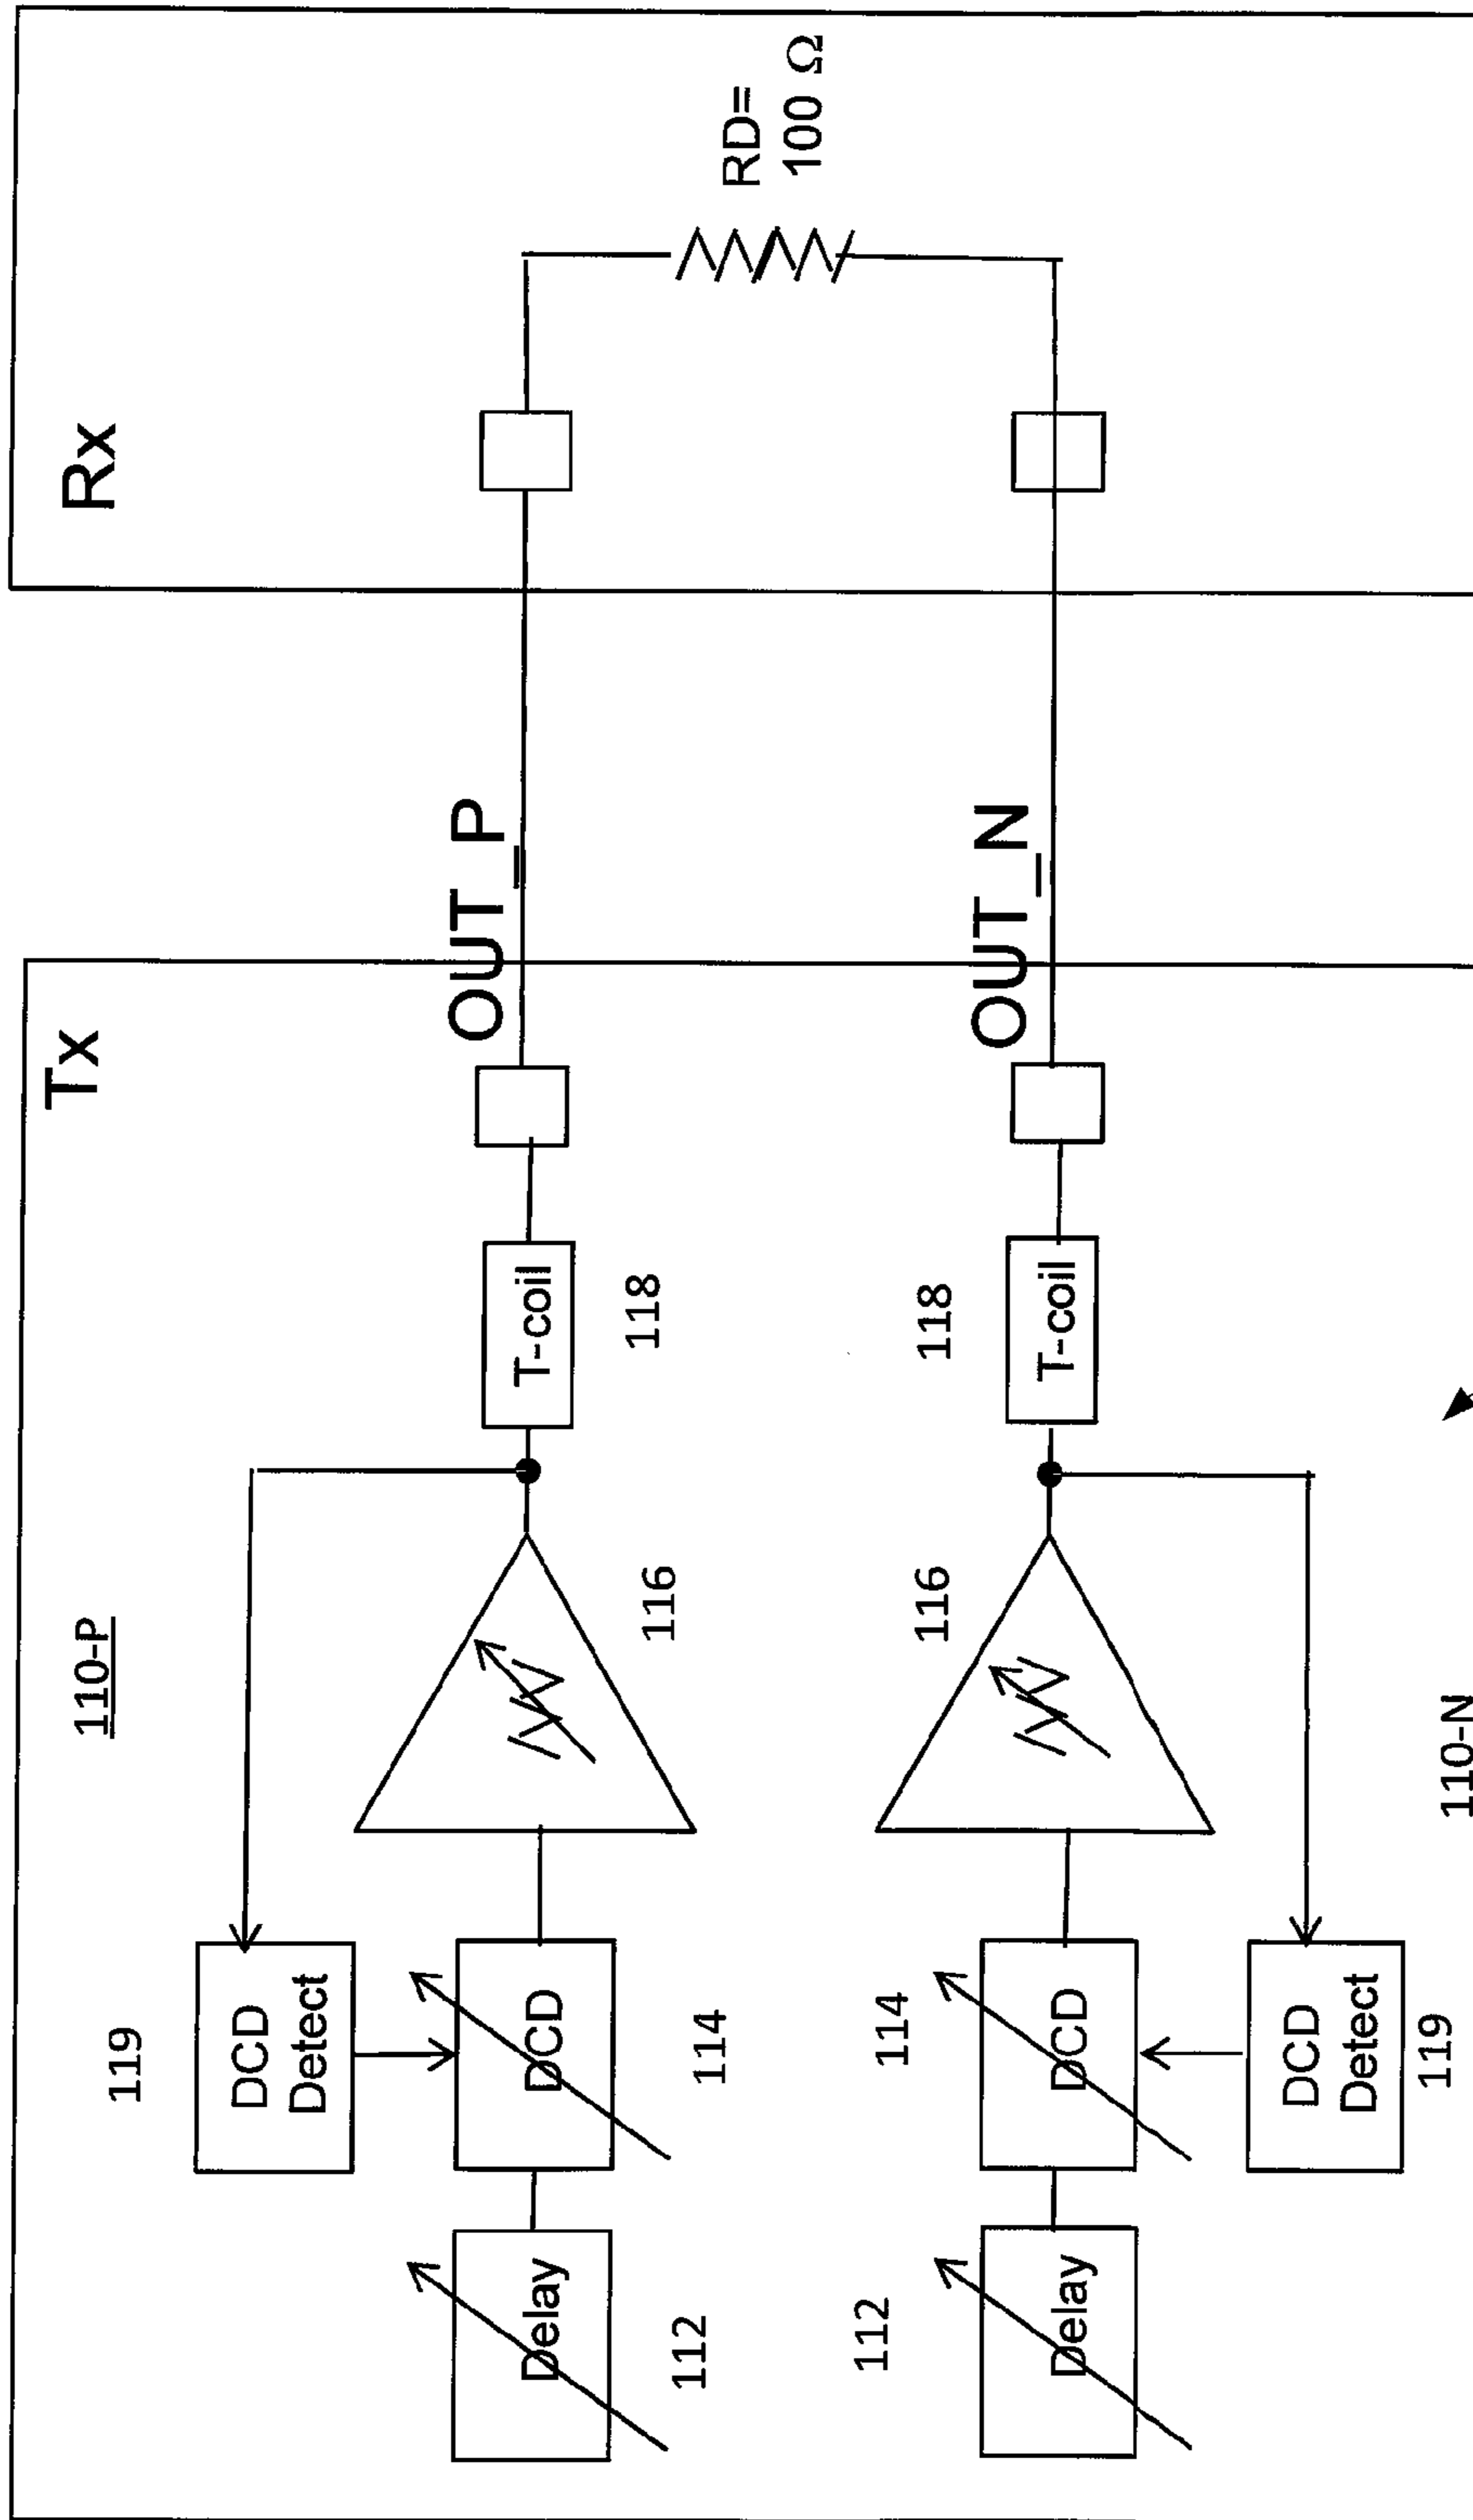 Tx
Rx
110-P
119
DCD
Detect
OUT_P
Delay
DCD
T-coil
RD=
100 Ω
112
114
116
118
112
114
116
118
OUT_N
Delay
DCD
T-coil
DCD
Detect
119
110-N